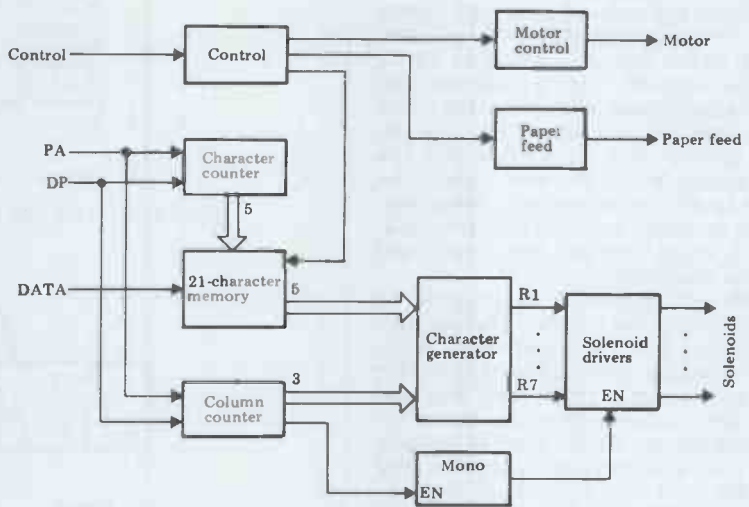 Control
Control
Motor
control
Motor
Paper
feed
Paper feed
PA
DP
Character
counter
5
DATA
21-character
memory
5
Character
generator
R1
R7
Solenoid
drivers
EN
Solenoids
3
Column
counter
Mono
EN